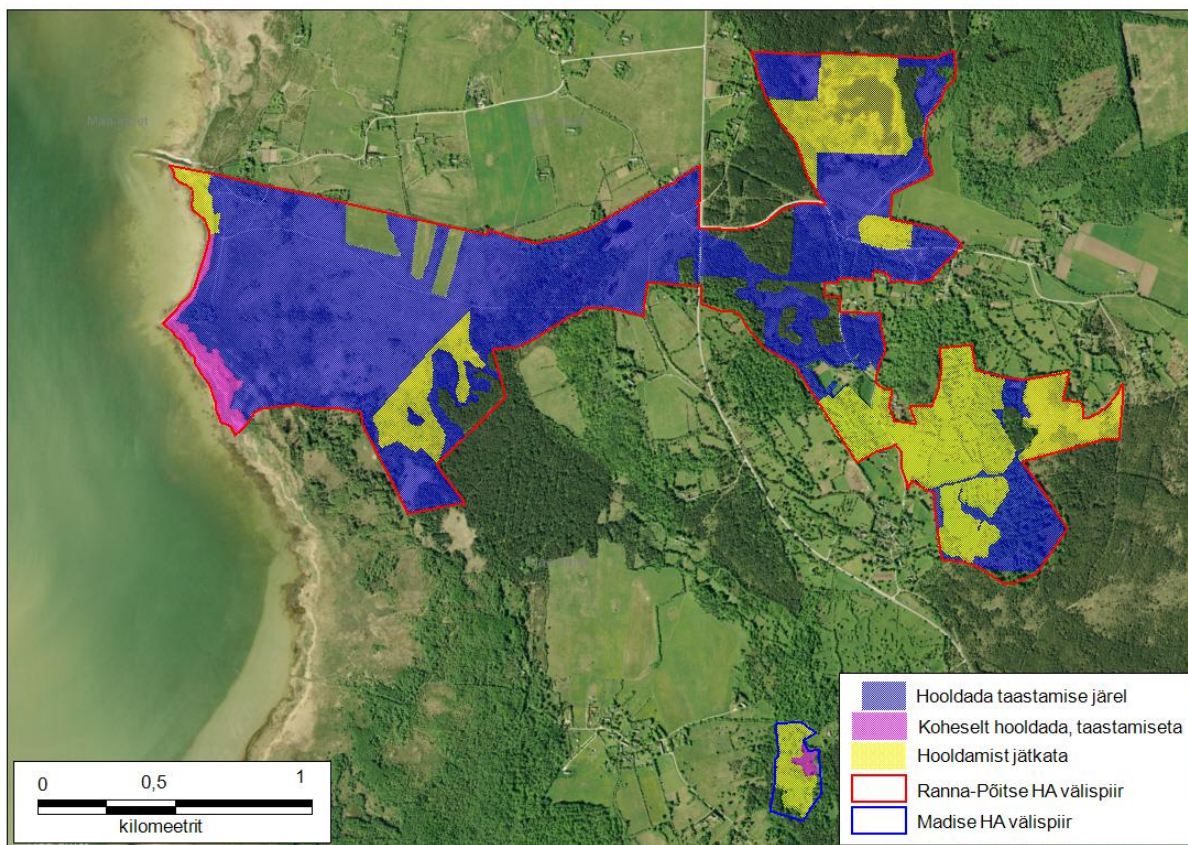 Hooldada taastamise järel
Koheselt hooldada, taastamiseta
Hooldamist jätkata
Ranna-Põitse HA välispiir
Madise HA välispiir
0 0,5 1
kilomeetrit